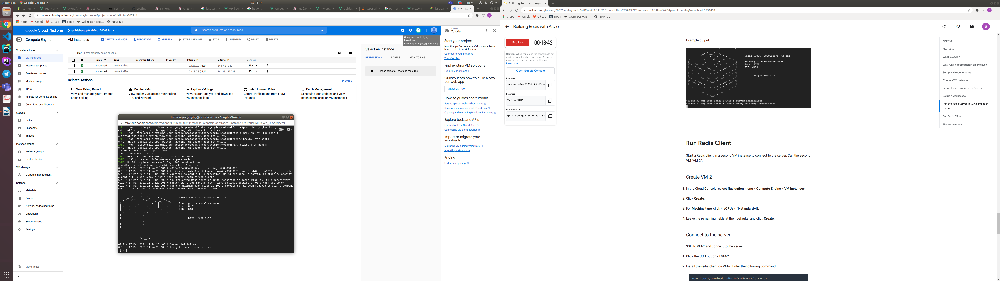 Activities
Google Chrome
Ср 18:14
en
console.cloud.google.com/compute/instances?project=hopeful-timing-307911
Apps
Gmail
GitLab
Порт
Офис регистр…
New Tab
Google Cloud Platform
qwiklabs-gcp-04-b96d1262683a
Search products and resources
3
Compute Engine
VM instances
CREATE INSTANCE
IMPORT VM
REFRESH
START / RESUME
STOP
SUSPEND
RESET
DELETE
Google account: abylay
bazarbayev
(bazarbayev.abylay@gmail.com)
Virtual machines
VM instances
Instance templates
Sole-tenant nodes
Machine images
TPUs
Migrate for Compute Engine
Committed use discounts
Storage
Disks
Snapshots
Images
Instance groups
Instance groups
Health checks
VM Manager
OS patch management
Settings
Metadata
Zones
Network endpoint groups
Operations
Security scans
Settings
Marketplace
Filter Enter property name or value
Name Zone Recommendations In use by Internal IP External IP Connect
instance-1 us-central1-a 10.128.0.2 (nic0) 34.67.210.52 SSH
instance-2 us-central1-a 10.128.0.3 (nic0) 34.123.187.228 SSH
Related Actions
DISMISS
View Billing Report
View and manage your Compute
Engine billing
Monitor VMs
View outlier VMs across metrics like
CPU and Network
Explore VM Logs
View, search, analyze, and download
VM instance logs
Setup Firewall Rules
Control traffic to and from a VM
instance
Patch Management
Schedule patch updates and view
patch compliance on VM instances
Select an instance
PERMISSIONS
LABELS
MONITORING
Please select at least one resource.
bazarbayev_abylay@instance-1: ~ - Google Chrome
ssh.cloud.google.com/projects/hopeful-timing-307911/zones/us-central1-a/instances/instance-1?authuser=0&hl=en_US&projectNu…
INFO: From ProtoCompile external/com_google_protobuf/python/google/protobuf/descriptor_pb2.py [for host]:
external/com_google_protobuf/python: warning: directory does not exist.
INFO: From ProtoCompile external/com_google_protobuf/python/google/protobuf/field_mask_pb2.py [for host]:
external/com_google_protobuf/python: warning: directory does not exist.
INFO: From ProtoCompile external/com_google_protobuf/python/google/protobuf/empty_pb2.py [for host]:
external/com_google_protobuf/python: warning: directory does not exist.
INFO: From ProtoCompile external/com_google_protobuf/python/google/protobuf/any_pb2.py [for host]:
external/com_google_protobuf/python: warning: directory does not exist.
Target //:asylo_redis up-to-date:
bazel-bin/asylo_redis
INFO: Elapsed time: 388.293s, Critical Path: 25.91s
INFO: 1436 processes: 1436 processwrapper-sandbox.
INFO: Build completed successfully, 1463 total actions
root@instance-1:/opt/my-project# ./bazel-bin/asylo_redis
6010:C 17 Mar 2021 11:24:28.101 # oO0OoO0OoO0Oo Redis is starting oO0OoO0OoO0Oo
6010:C 17 Mar 2021 11:24:28.101 # Redis version=5.0.5, bits=64, commit=00000000, modified=0, pid=6010, just started
6010:C 17 Mar 2021 11:24:28.101 # Warning: no config file specified, using the default config. In order to specify
a config file use ./asylo_redis_host_loader /path/to/redis.conf
6010:M 17 Mar 2021 11:24:28.106 # You requested maxclients of 10000 requiring at least 10032 max file descriptors.
6010:M 17 Mar 2021 11:24:28.106 # Server can't set maximum open files to 10032 because of OS error: Not owner.
6010:M 17 Mar 2021 11:24:28.106 # Current maximum open files is 1024. maxclients has been reduced to 992 to compens
ate for low ulimit. If you need higher maxclients increase 'ulimit -n'.
Redis 5.0.5 (00000000/0) 64 bit
Running in standalone mode
Port: 6379
PID: 6010
http://redis.io
6010:M 17 Mar 2021 11:24:28.108 # Server initialized
6010:M 17 Mar 2021 11:24:28.108 * Ready to accept connections
^[[2~
LEARN
Tutorial
Start your project
Now that you've created a VM instance, learn
how to put it to work for you.
Connect to your instance
Transfer files
Find existing VM solutions
Explore Marketplace
Quickly learn how to build a two-
tier web app
SHOW ME HOW
How-to guides and tutorials
Setting up your website host name
Reserving a static external IP address
Creating and managing Windows instances
Explore tools and APIs
Learn about the Cloud Shell CLI
Connecting via client libraries
Import or migrate your
workloads
Migrating VMs using Velostrata
Importing virtual disks
Pricing
Understand pricing
Building Redis with Asylo
qwiklabs.com/focuses/7637?catalog_rank=%7B"rank"%3A1%2C"num_filters"%3A0%2C"has_search"%3Atrue%7D&parent=catalog&search_id=9231468
Apps
Gmail
GitLab
Порт
Офис регистр…
New Tab
Building Redis with Asylo
a
End Lab
00:16:43
Caution: When you are in the console, do not
deviate from the lab instructions. Doing so
may cause your account to be blocked.
Learn more.
Open Google Console
Username
student-04-53f541f9c05d@
Password
YvfK5sn8TP
GCP Project ID
qwiklabs-gcp-04-b96d1262
Example output:
Redis 5.0.5 (00000000/0) 64 bit
Running in standalone mode
Port: 6379
PID: 6033
http://redis.io
6033:M 30 Aug 2019 13:23:37.699 # Server initialized
6033:M 30 Aug 2019 13:23:37.699 * Ready to accept connections
Run Redis Client
Start a Redis client in a second VM instance to connect to the server. Call the second
VM "VM-2".
Create VM-2
1. In the Cloud Console, select Navigation menu > Compute Engine > VM instances.
2. Click Create.
3. For Machine type, click 4 vCPUs (n1-standard-4).
4. Leave the remaining fields at their defaults, and click Create.
Connect to the server
SSH to VM-2 and connect to the server.
1. Click the SSH button of VM-2.
2. Install the redis-client on VM-2. Enter the following command:
wget http://download.redis.io/redis-stable.tar.gz
GSP639
Overview
What is Asylo?
Why run an application in an enclave?
Setup and requirements
Create a VM instance
Set up the environment in Docker
Set up a workspace
Run the Redis Server in SGX Simulation
mode
Run Redis Client
Congratulations!